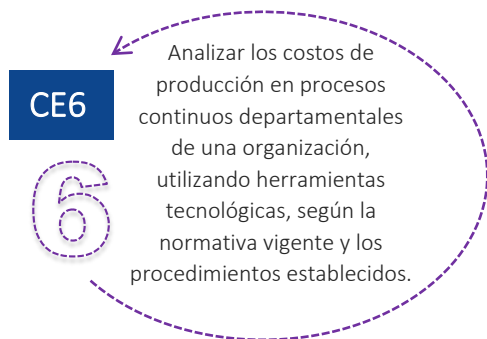 CE6
6
Analizar los costos de
producción en procesos
continuos departamentales
de una organización,
utilizando herramientas
tecnológicas, según la
normativa vigente y los
procedimientos establecidos.